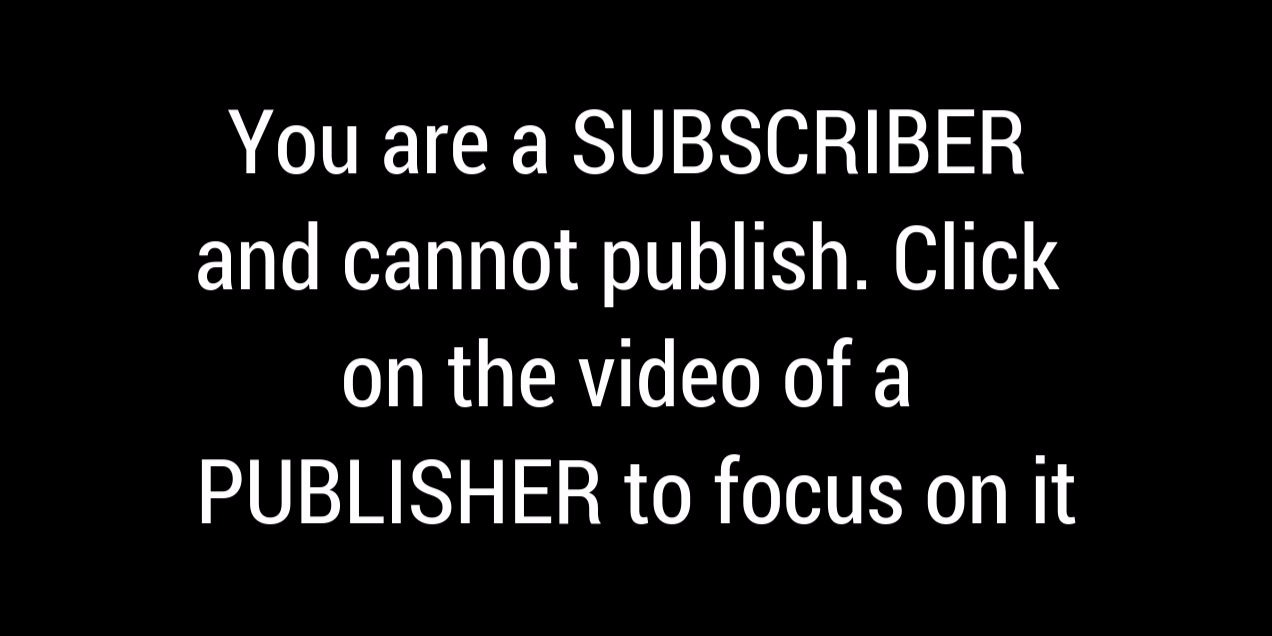 You are a SUBSCRIBER
and cannot publish. Click
on the video of a
PUBLISHER to focus on it